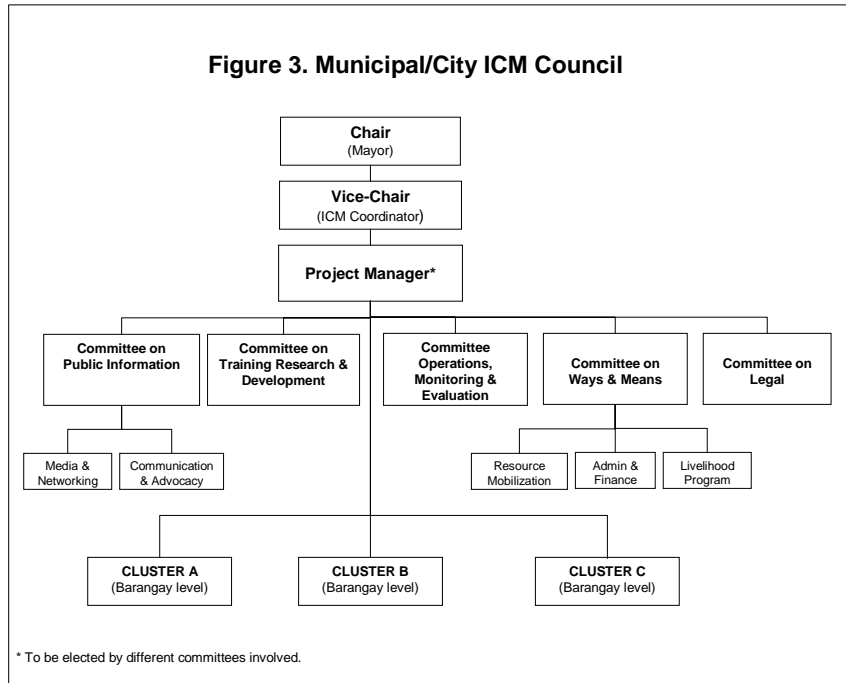 Figure 3. Municipal/City ICM Council
Chair
(Mayor)
Vice-Chair
(ICM Coordinator)
Project Manager*
Committee on
Public Information
Committee on
Training Research &
Development
Committee
Operations,
Monitoring &
Evaluation
Committee on
Ways & Means
Committee on
Legal
Media &
Networking
Communication
& Advocacy
Resource
Mobilization
Admin &
Finance
Livelihood
Program
CLUSTER A
(Barangay level)
CLUSTER B
(Barangay level)
CLUSTER C
(Barangay level)
* To be elected by different committees involved.